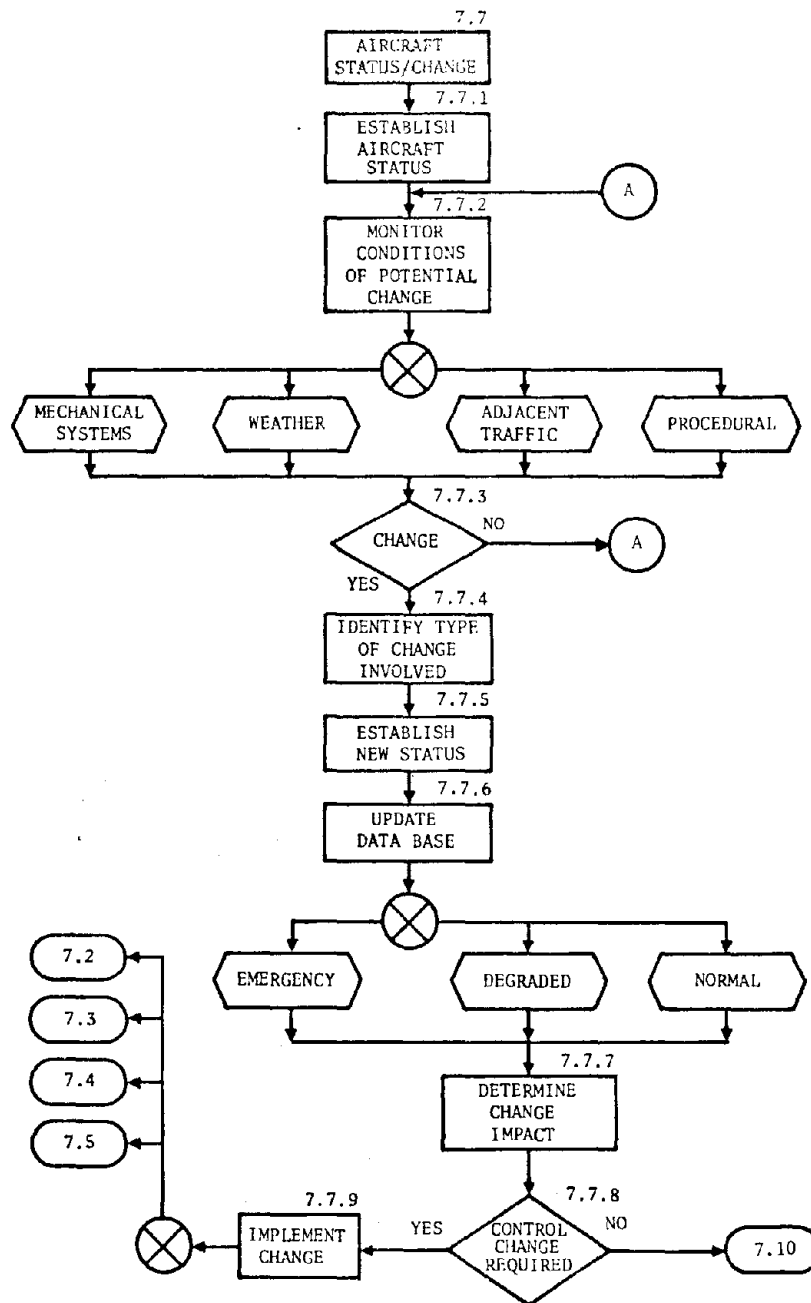 7.7
AIRCRAFT
STATUS/CHANGE
7.7.1
ESTABLISH
AIRCRAFT
STATUS
A
7.7.2
MONITOR
CONDITIONS
OF POTENTIAL
CHANGE
MECHANICAL
SYSTEMS
WEATHER
ADJACENT
TRAFFIC
PROCEDURAL
7.7.3
CHANGE
NO
A
YES
7.7.4
IDENTIFY TYPE
OF CHANGE
INVOLVED
7.7.5
ESTABLISH
NEW STATUS
7.7.6
UPDATE
DATA BASE
EMERGENCY
DEGRADED
NORMAL
7.2
7.3
7.4
7.5
7.7.7
DETERMINE
CHANGE
IMPACT
7.7.8
CONTROL
CHANGE
REQUIRED
NO
7.10
YES
7.7.9
IMPLEMENT
CHANGE